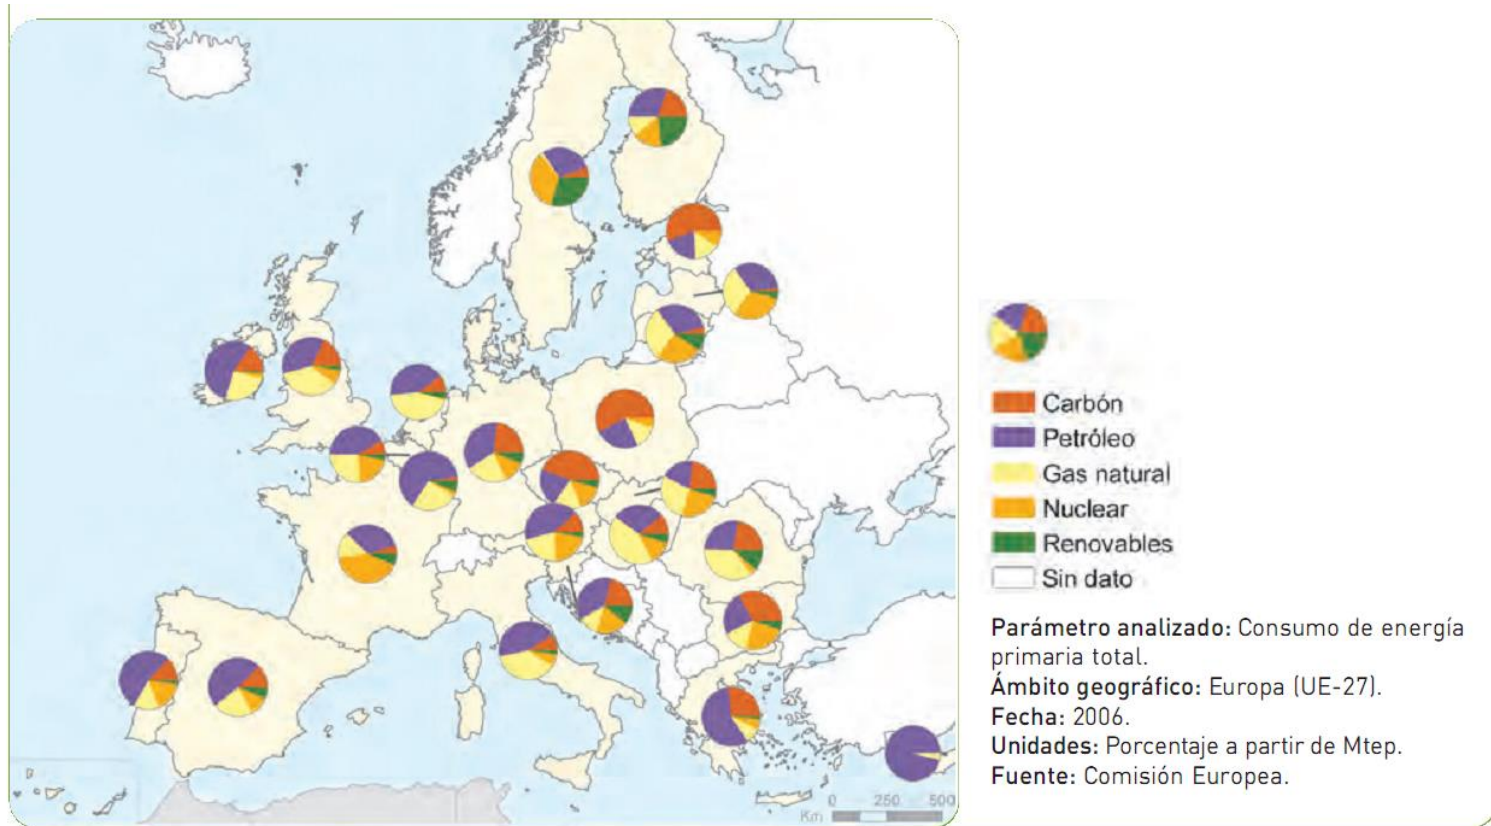 Carbón
Petróleo
Gas natural
Nuclear
Renovables
Sin dato
Parámetro analizado: Consumo de energía
primaria total.
Ámbito geográfico: Europa (UE-27).
Fecha: 2006.
Unidades: Porcentaje a partir de Mtep.
Fuente: Comisión Europea.
0 250 500
Km